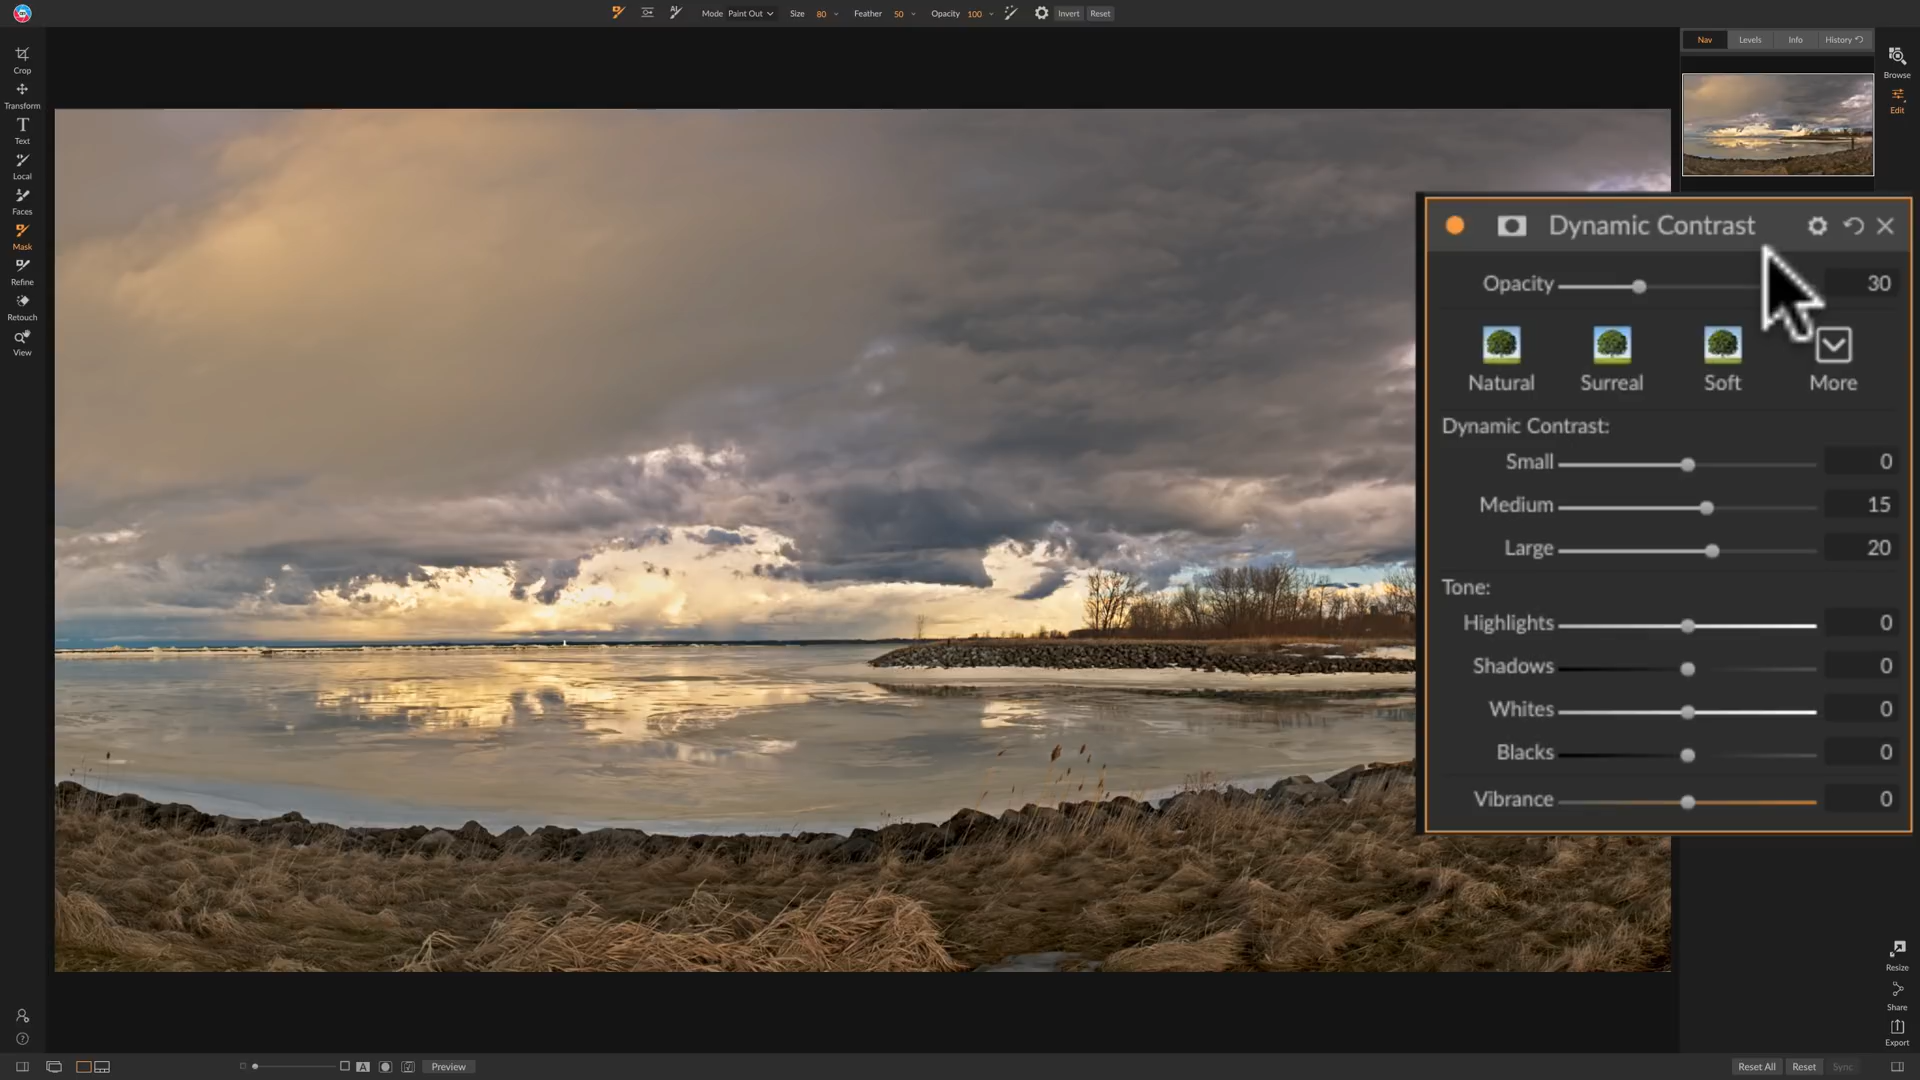 Mode Paint Out Size 80 Feather 50 Opacity 100 Invert Reset
Nav Levels Info History
Crop
Transform
Text
Local
Faces
Mask
Refine
Retouch
View
Browse
Edit
Dynamic Contrast
Opacity 30
Natural Surreal Soft More
Dynamic Contrast:
Small 0
Medium 15
Large 20
Tone:
Highlights 0
Shadows 0
Whites 0
Blacks 0
Vibrance 0
Resize
Share
Export
A Preview Reset All Reset Sync